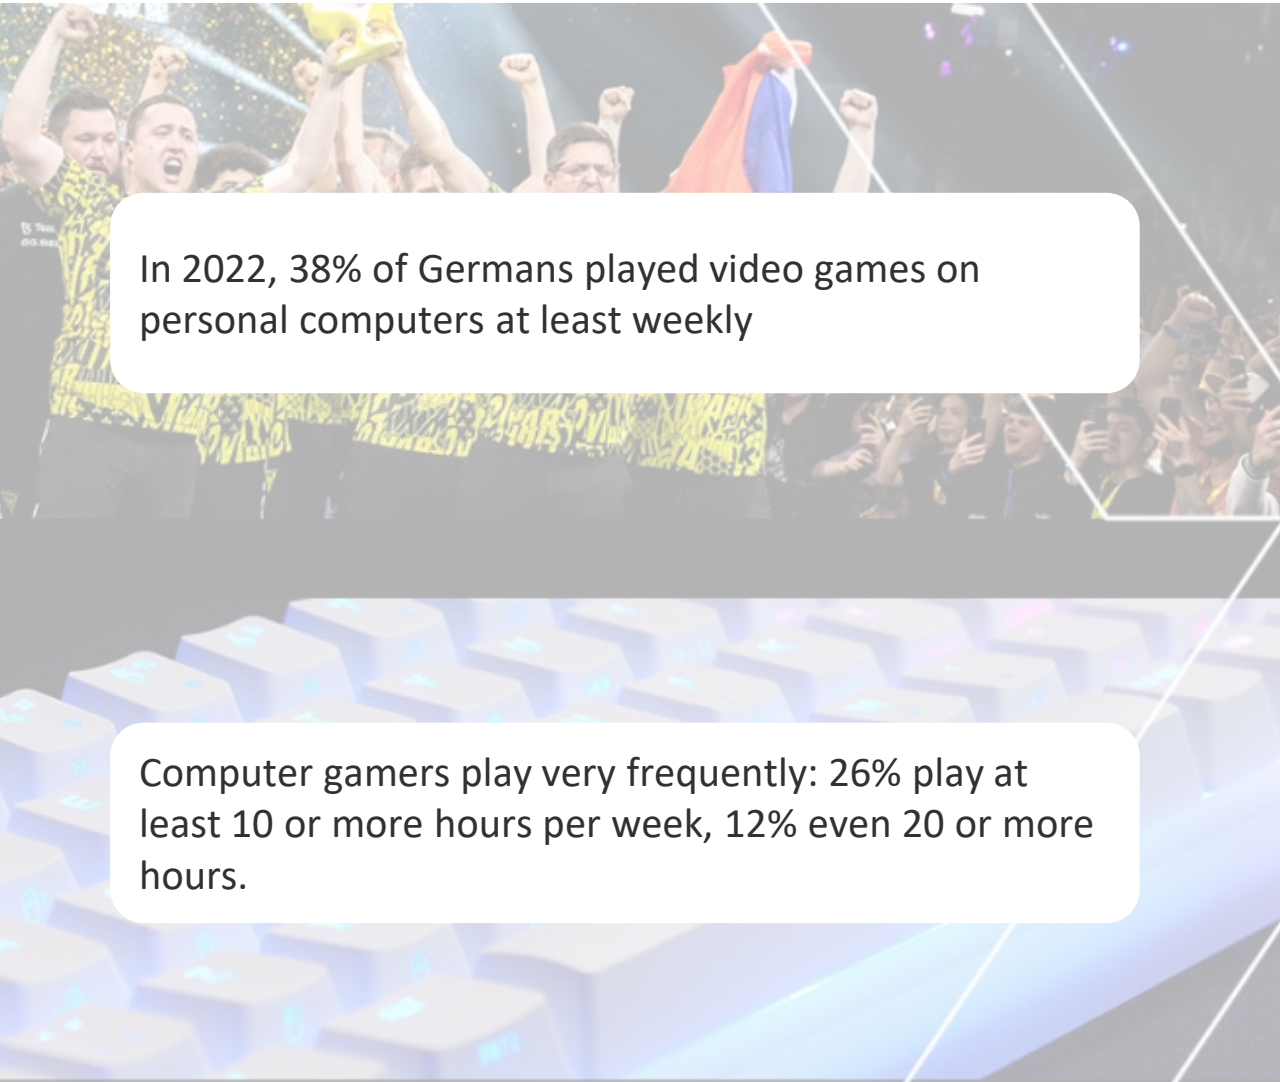 In 2022, 38% of Germans played video games on
personal computers at least weekly
Computer gamers play very frequently: 26% play at
least 10 or more hours per week, 12% even 20 or more
hours.